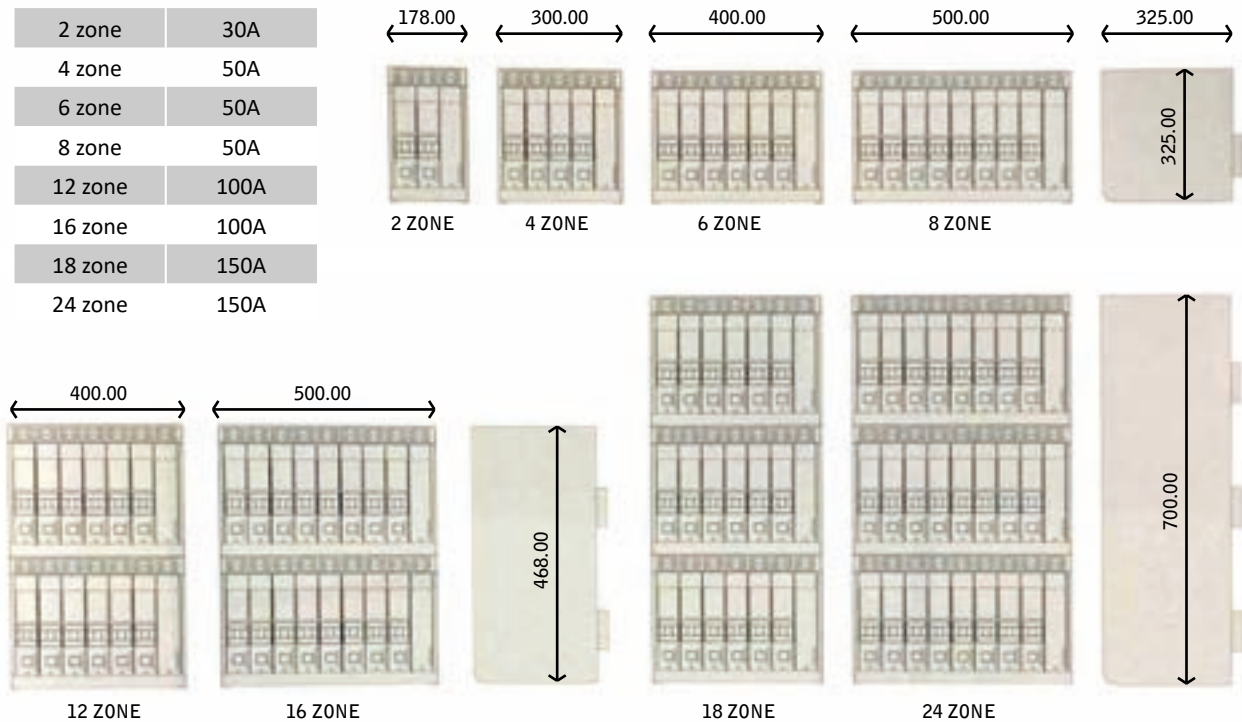 2 zone 30A
4 zone 50A
6 zone 50A
8 zone 50A
12 zone 100A
16 zone 100A
18 zone 150A
24 zone 150A
178.00 300.00 400.00 500.00 325.00
325.00
2 ZONE 4 ZONE 6 ZONE 8 ZONE
400.00 500.00
468.00
700.00
12 ZONE 16 ZONE 18 ZONE 24 ZONE